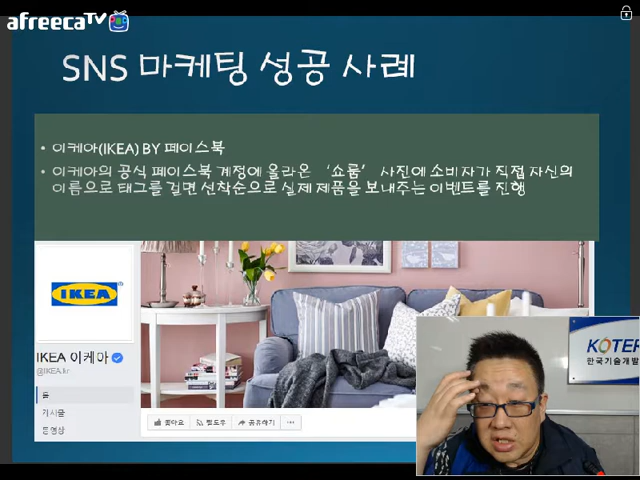 afreecaTV
SNS 마케팅 성공 사례
• 이케아(IKEA) BY 페이스북
• 이케아의 공식 페이스북 계정에 올라온 ‘쇼룸’ 사진에 소비자가 직접 자신의
이름으로 태그를 걸면 선착순으로 실제 제품을 보내주는 이벤트를 진행
IKEA
IKEA 이케아
@IKEA.kr
홈
게시물
동영상
좋아요 팔로우 공유하기 ...
KOTER
한국기술개발